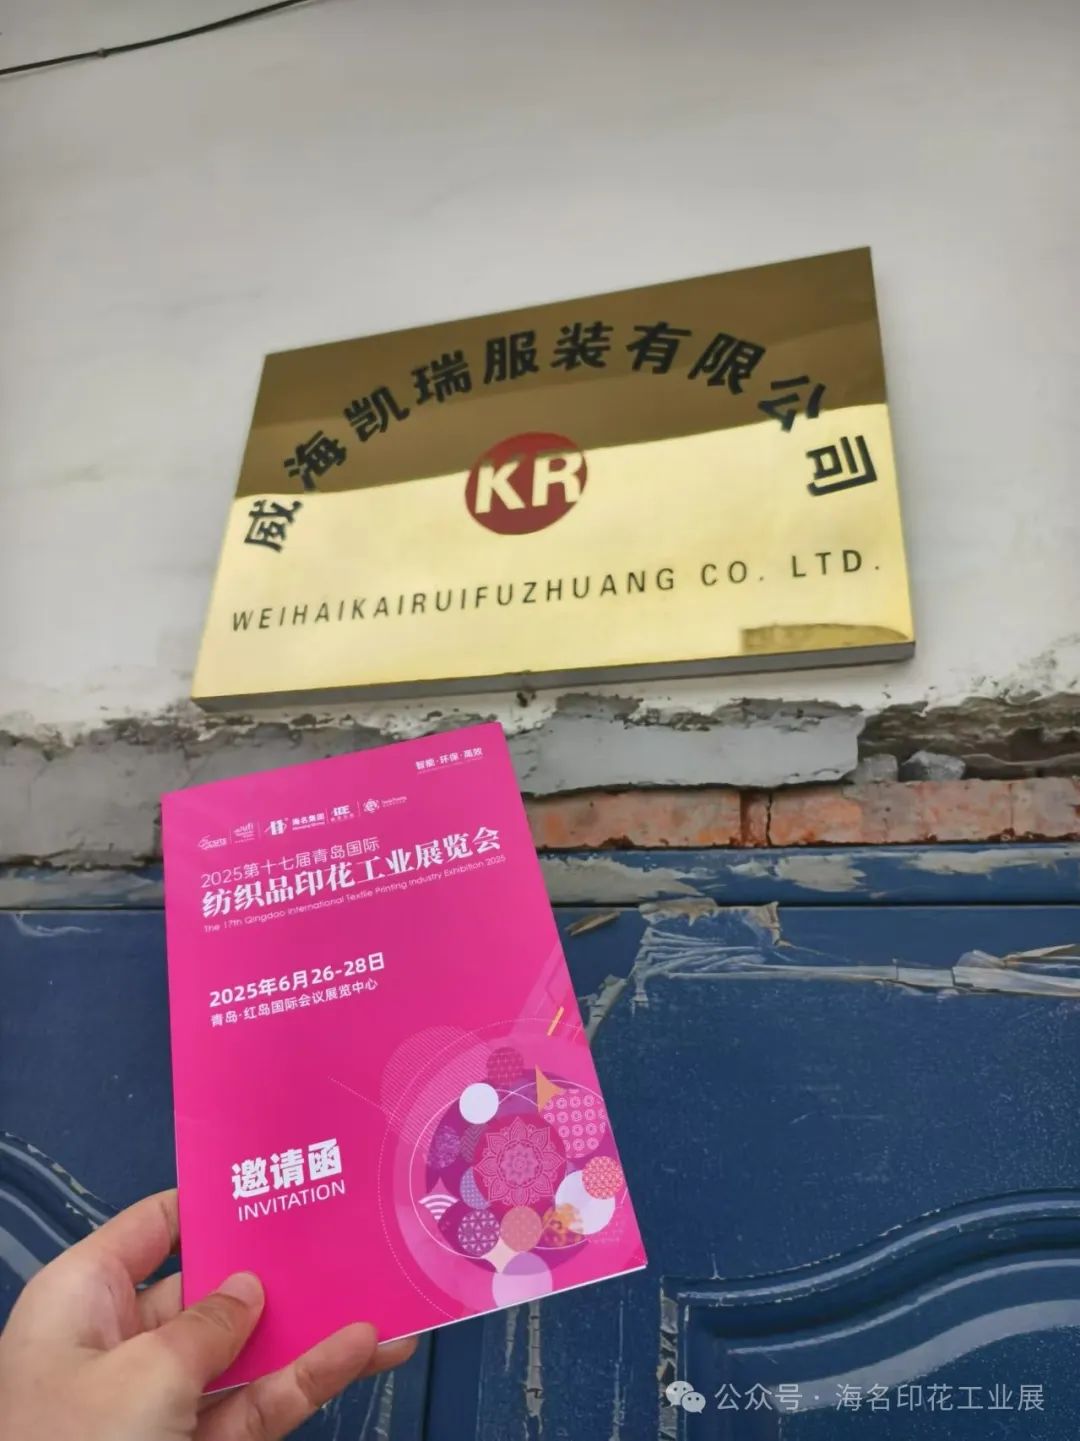 威海凯瑞服装有限公司
KR
WEIHAIKAIRUIFUZHUANG CO. LTD.
智能·环保·高效
海名集团
2025第十七届青岛国际
纺织品印花工业展览会
The 17th Qingdao International Textile Printing Industry Exhibition 2025
2025年6月26-28日
青岛·红岛国际会议展览中心
邀请函
INVITATION
公众号·海名印花工业展